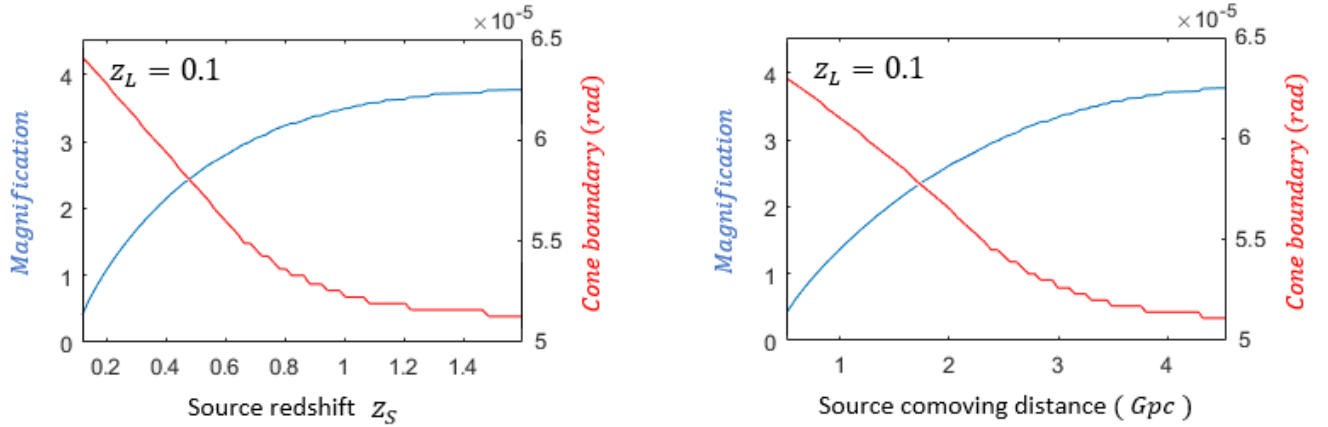 ×10⁻⁵
z_L = 0.1
4
3
2
1
0
6.5
6
5.5
5
0.2 0.4 0.6 0.8 1 1.2 1.4
Magnification
Cone boundary (rad)
Source redshift z_S
×10⁻⁵
z_L = 0.1
4
3
2
1
0
6.5
6
5.5
5
1 2 3 4
Magnification
Cone boundary (rad)
Source comoving distance ( Gpc )